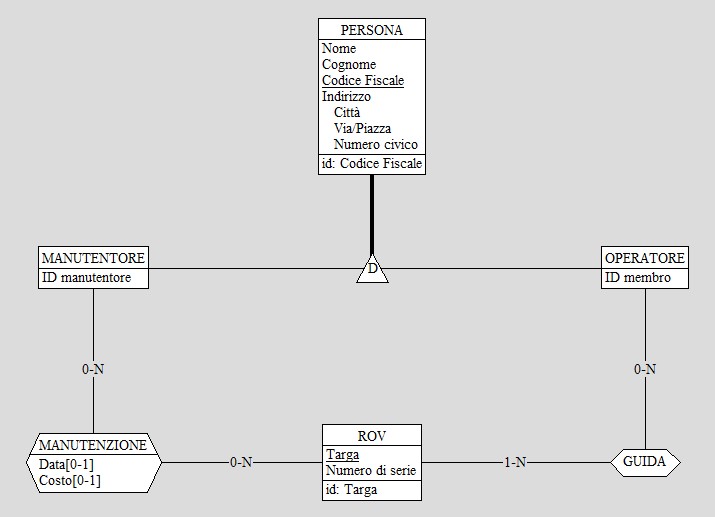 PERSONA
Nome
Cognome
Codice Fiscale
Indirizzo
Città
Via/Piazza
Numero civico
id: Codice Fiscale
MANUTENTORE
ID manutentore
D
OPERATORE
ID membro
0-N
0-N
MANUTENZIONE
Data[0-1]
Costo[0-1]
0-N
ROV
Targa
Numero di serie
id: Targa
1-N
GUIDA